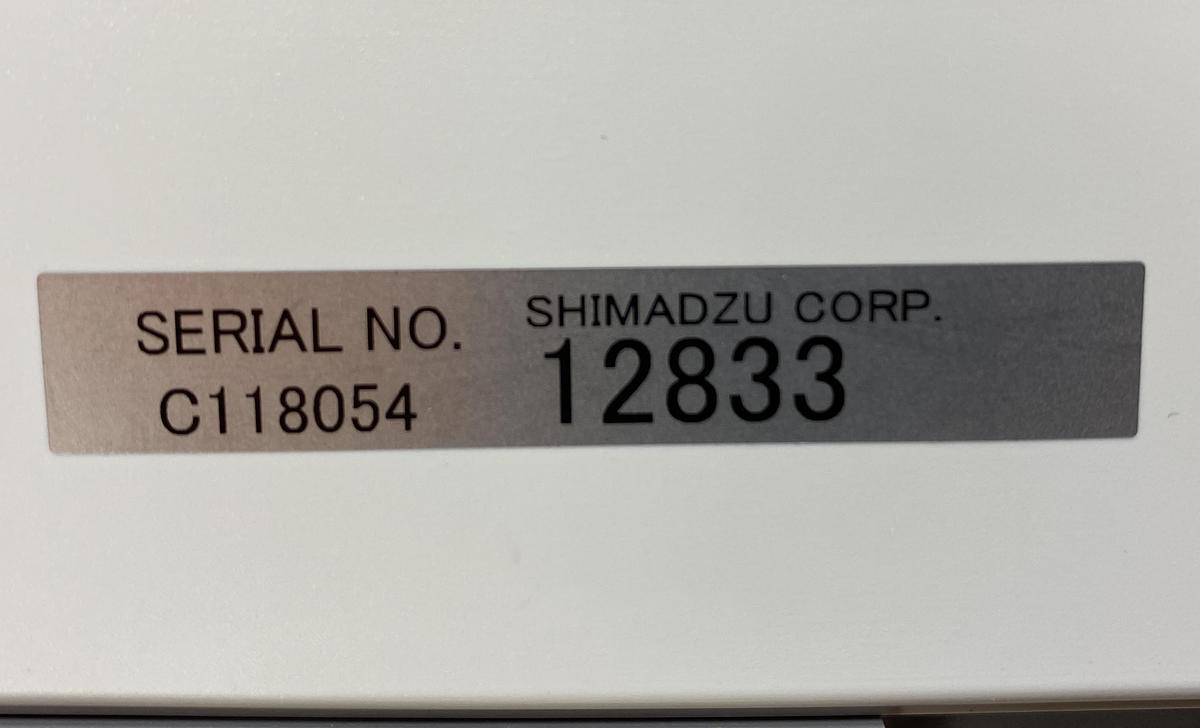 SERIAL NO.
C118054
SHIMADZU CORP.
12833